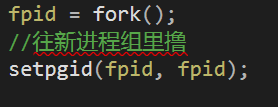 fpid = fork();
//往新进程组里撸
setpgid(fpid, fpid);